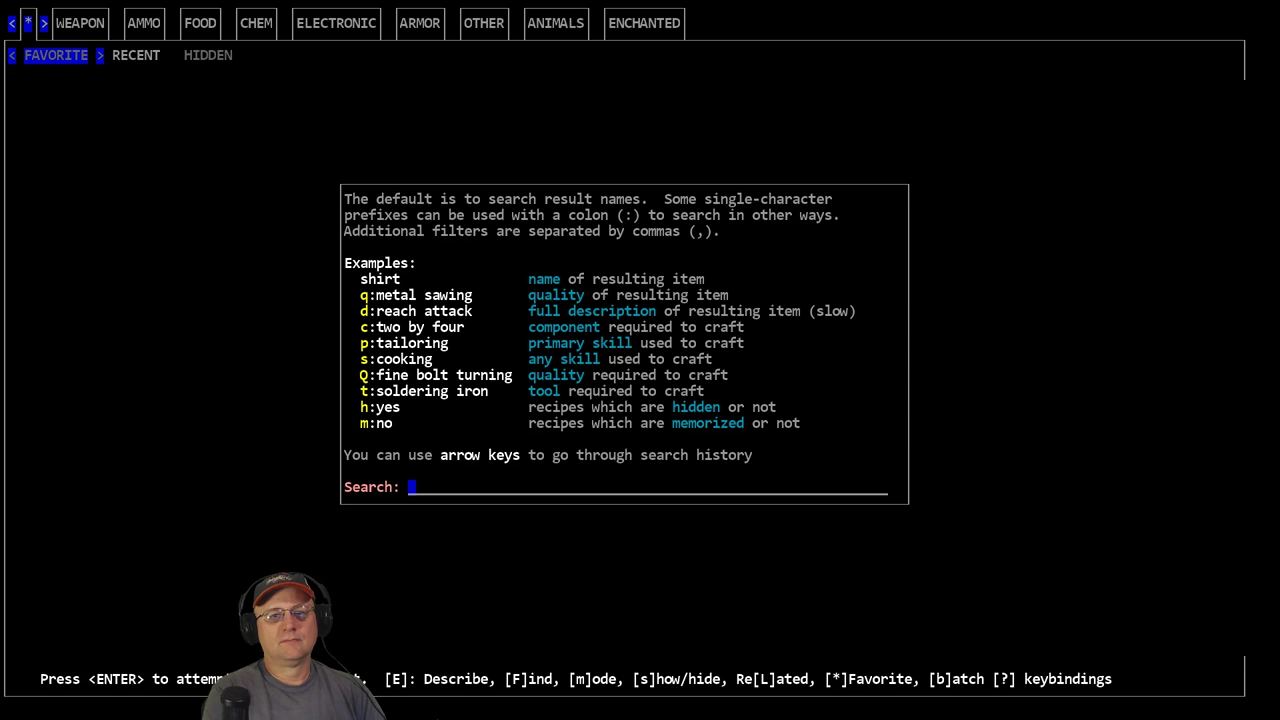 < * > WEAPON AMMO FOOD CHEM ELECTRONIC ARMOR OTHER ANIMALS ENCHANTED
< FAVORITE > RECENT HIDDEN
The default is to search result names. Some single-character
prefixes can be used with a colon (:) to search in other ways.
Additional filters are separated by commas (,).
Examples:
shirt name of resulting item
q:metal sawing quality of resulting item
d:reach attack full description of resulting item (slow)
c:two by four component required to craft
p:tailoring primary skill used to craft
s:cooking any skill used to craft
Q:fine bolt turning quality required to craft
t:soldering iron tool required to craft
h:yes recipes which are hidden or not
m:no recipes which are memorized or not
You can use arrow keys to go through search history
Search:
Press <ENTER> to attem t. [E]: Describe, [F]ind, [m]ode, [s]how/hide, Re[L]ated, [*]Favorite, [b]atch [?] keybindings